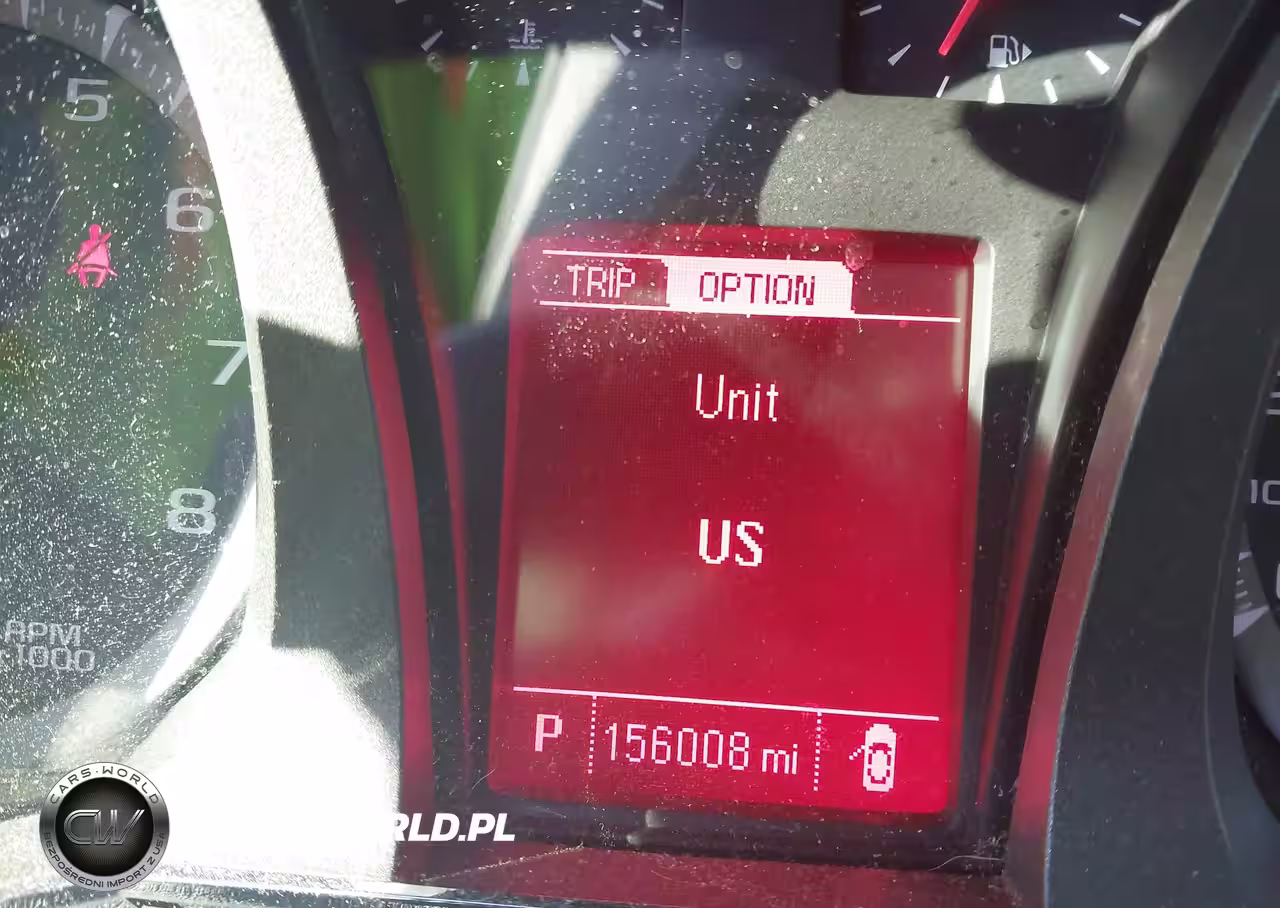 5
6
7
8
RPM
1000
TRIP OPTION
Unit
US
P 156008 mi
CARS-WORLD
CW
BEZPOŚREDNI IMPORT Z USA
RLD.PL